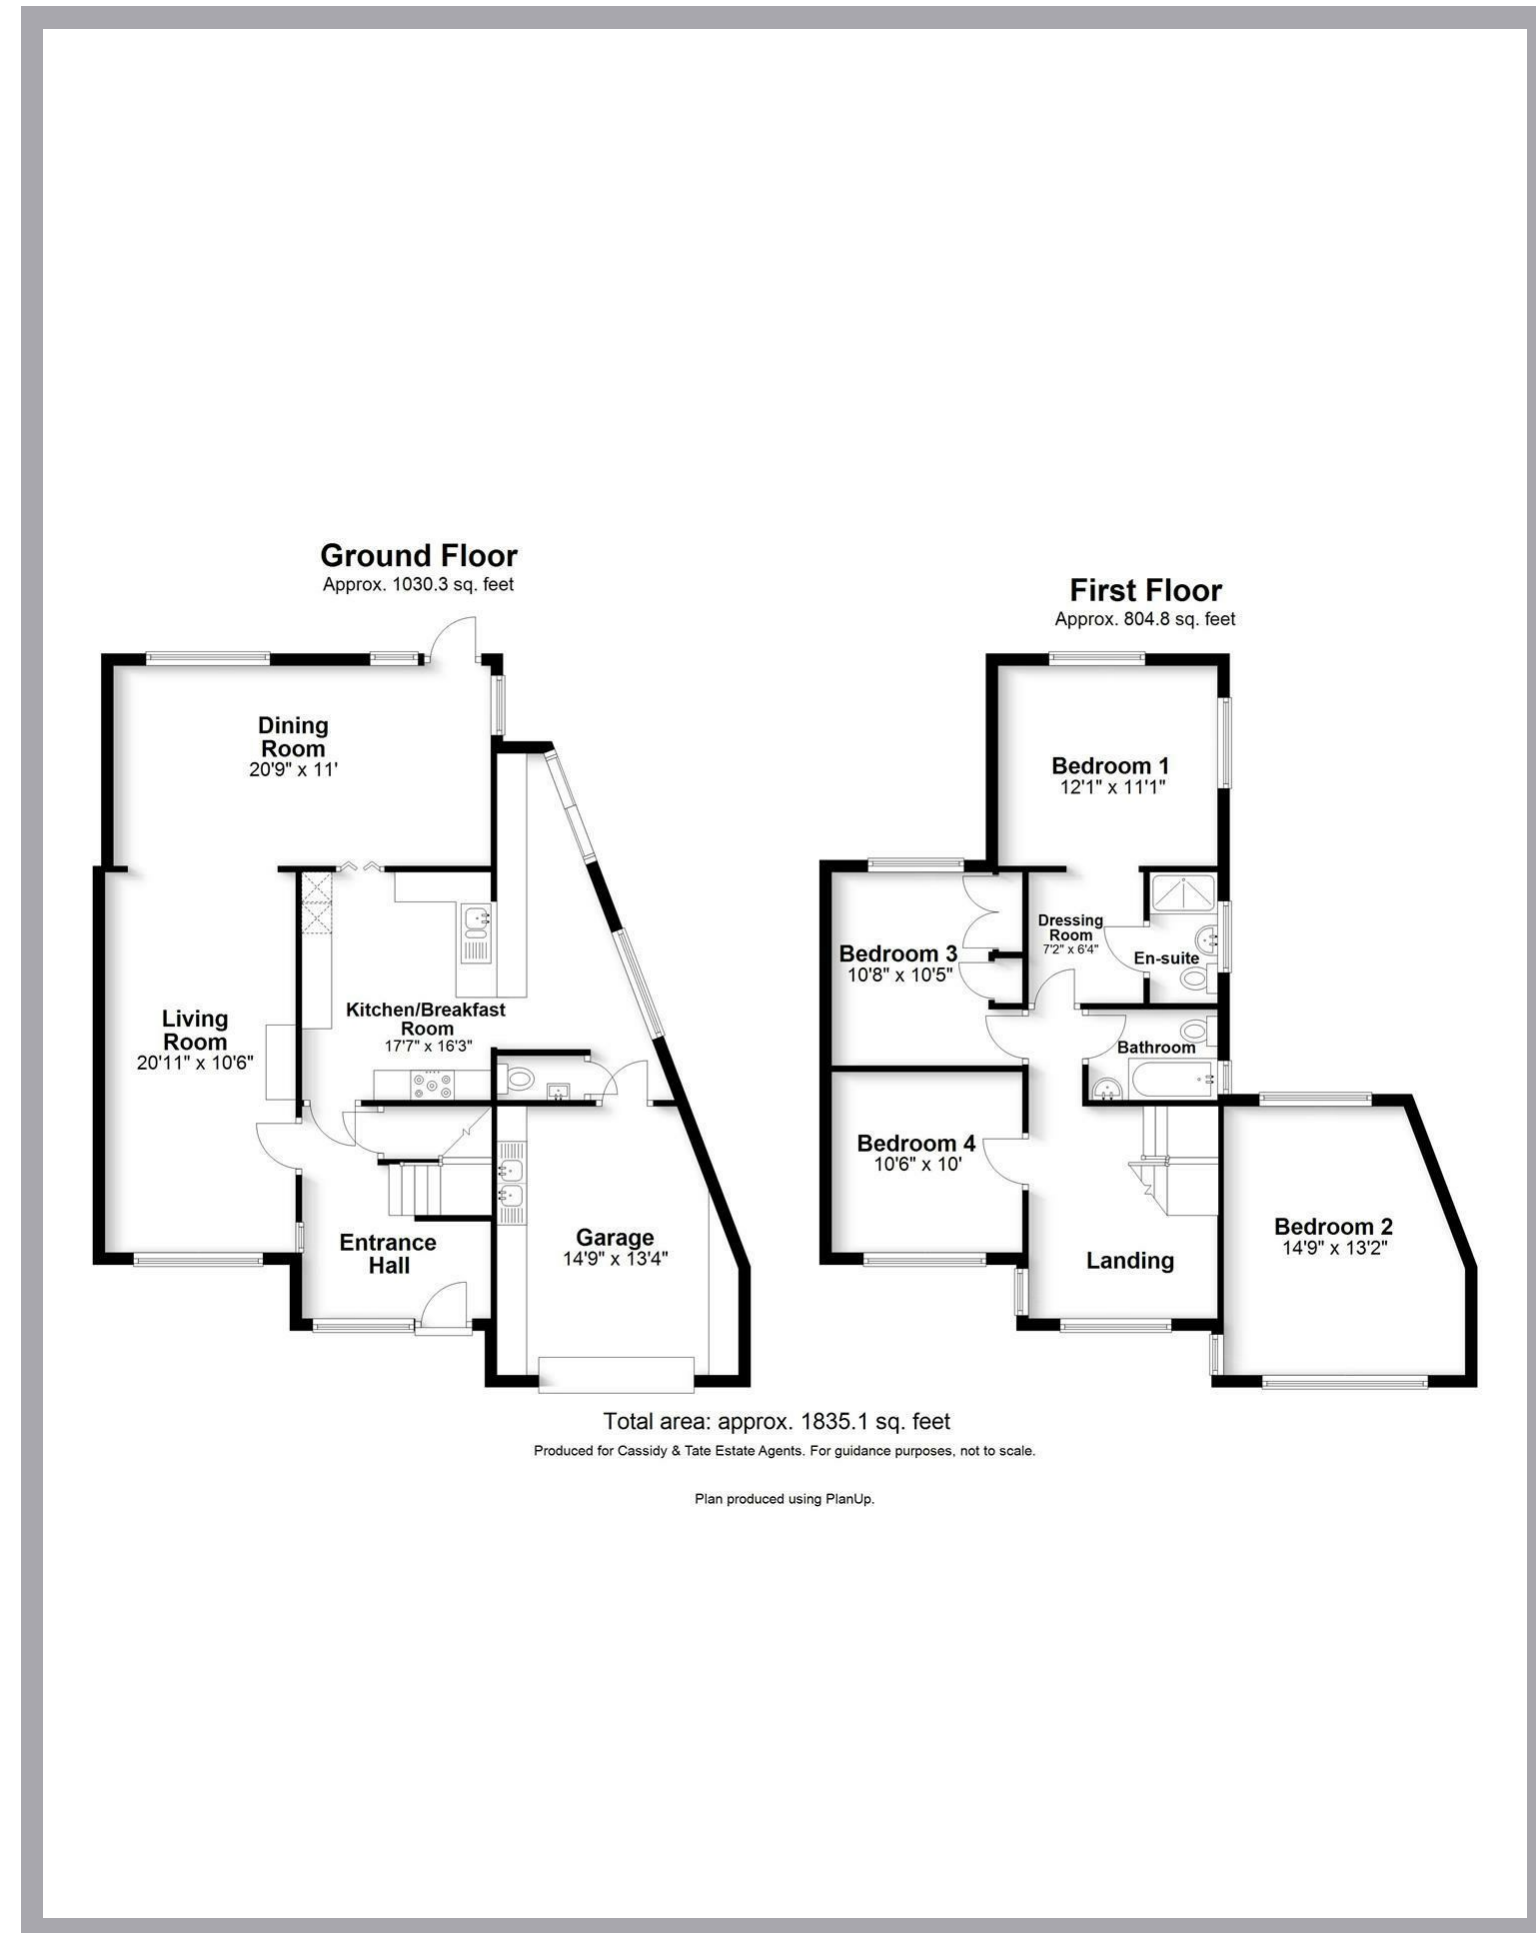 Ground Floor
Approx. 1030.3 sq. feet
Dining
Room
20'9" x 11'
Living
Room
20'11" x 10'6"
Kitchen/Breakfast
Room
17'7" x 16'3"
Entrance
Hall
Garage
14'9" x 13'4"
First Floor
Approx. 804.8 sq. feet
Bedroom 1
12'1" x 11'1"
Dressing
Room
7'2" x 6'4"
En-suite
Bedroom 3
10'8" x 10'5"
Bathroom
Bedroom 4
10'6" x 10'
Bedroom 2
14'9" x 13'2"
Landing
Total area: approx. 1835.1 sq. feet
Produced for Cassidy & Tate Estate Agents. For guidance purposes, not to scale.
Plan produced using PlanUp.